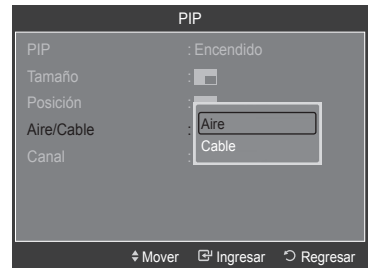 PIP
PIP : Encendido
Tamaño :
Posición :
Aire/Cable : Aire
Cable
Canal :
Mover Ingresar Regresar